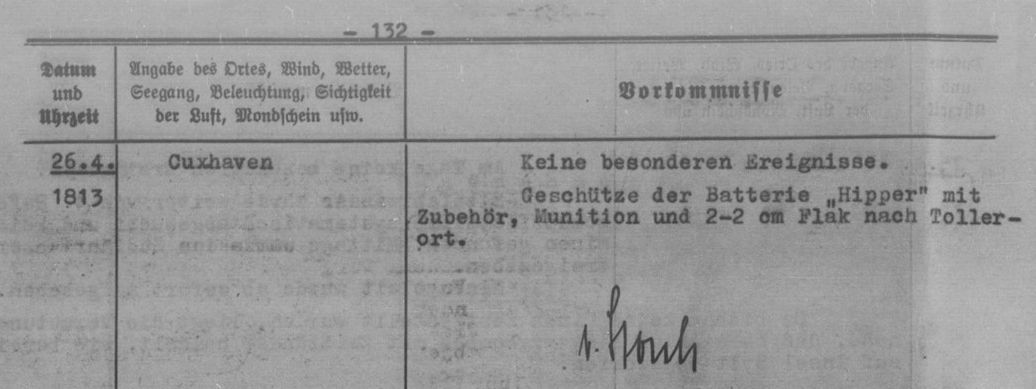 - 132 -
Datum
und
Uhrzeit
Angabe des Ortes, Wind, Wetter,
Seegang, Beleuchtung, Sichtigkeit
der Luft, Mondschein usw.
Vorkommnisse
26.4. Cuxhaven Keine besonderen Ereignisse.
1813 Geschütze der Batterie „Hipper" mit
Zubehör, Munition und 2-2 cm Flak nach Toller-
ort.
v. Storch